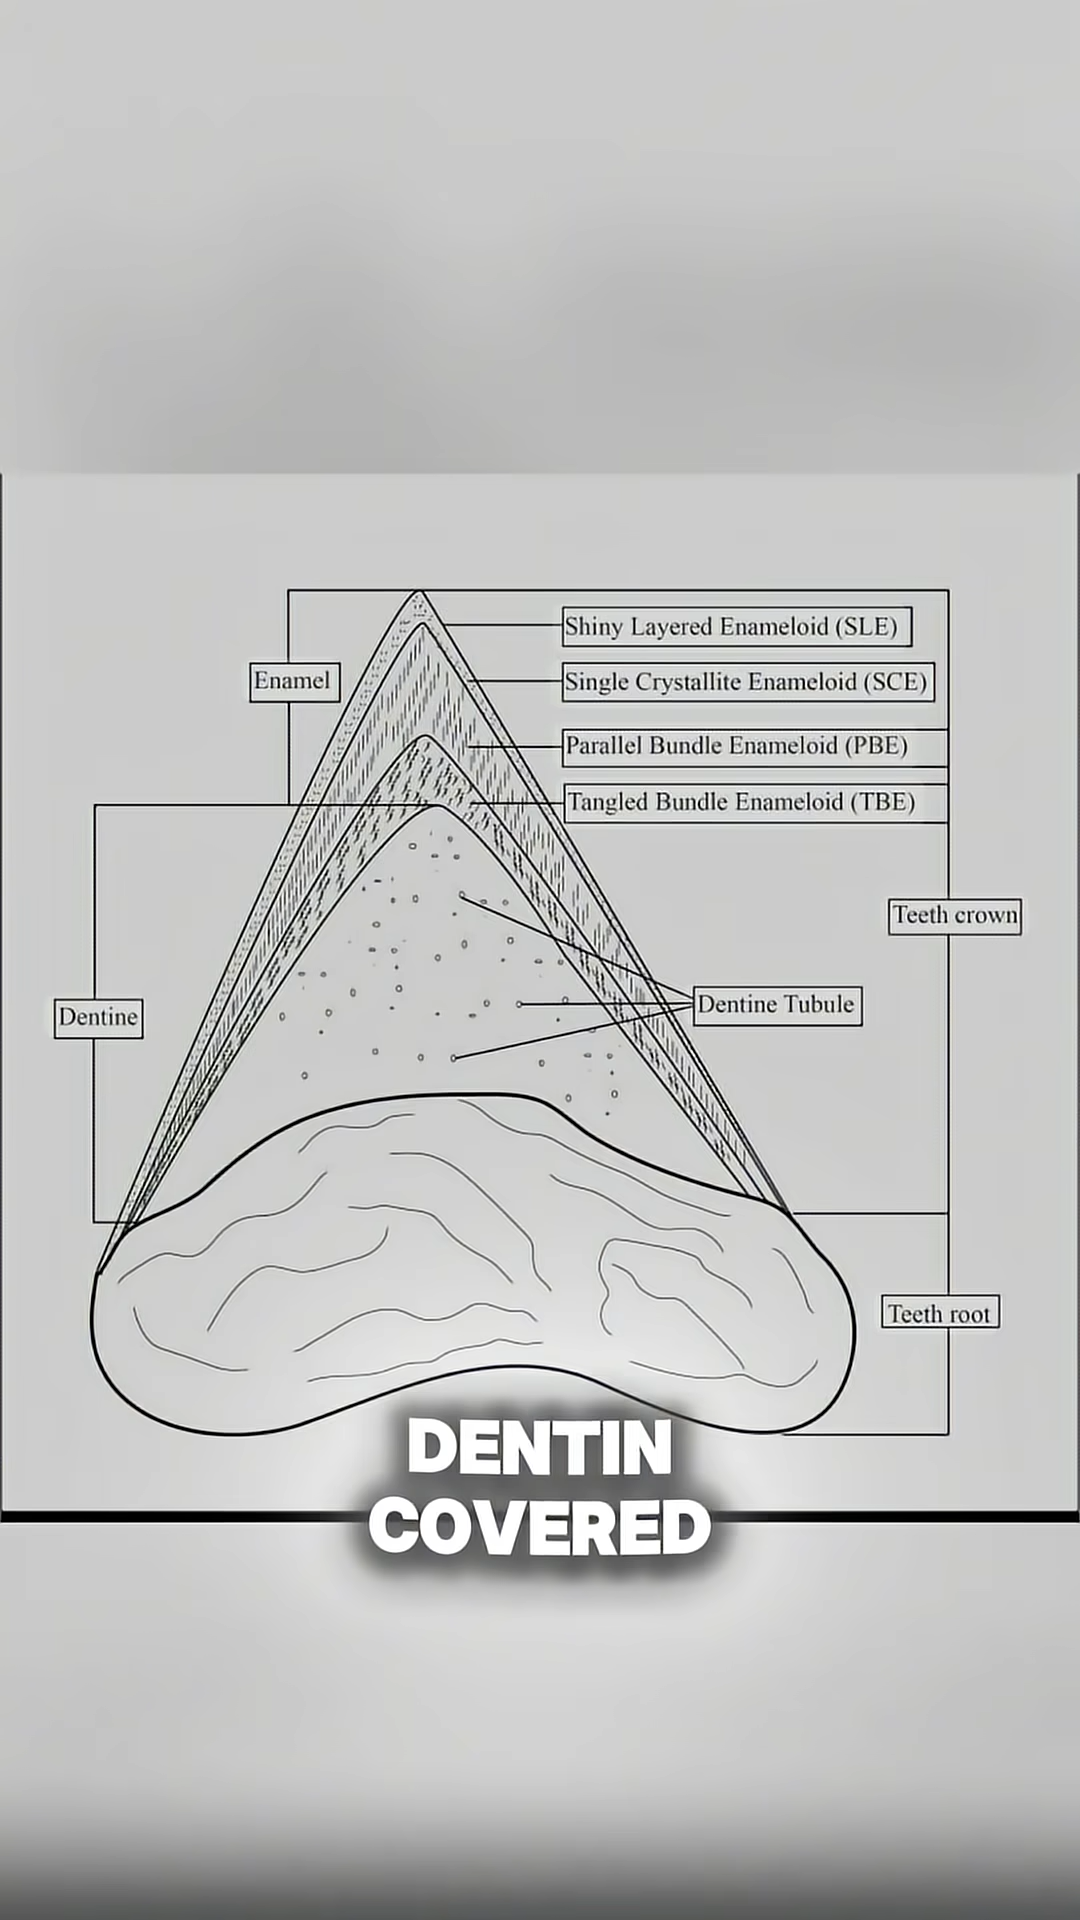 Shiny Layered Enameloid (SLE)
Enamel
Single Crystallite Enameloid (SCE)
Parallel Bundle Enameloid (PBE)
Tangled Bundle Enameloid (TBE)
Teeth crown
Dentine
Dentine Tubule
Teeth root
DENTIN
COVERED